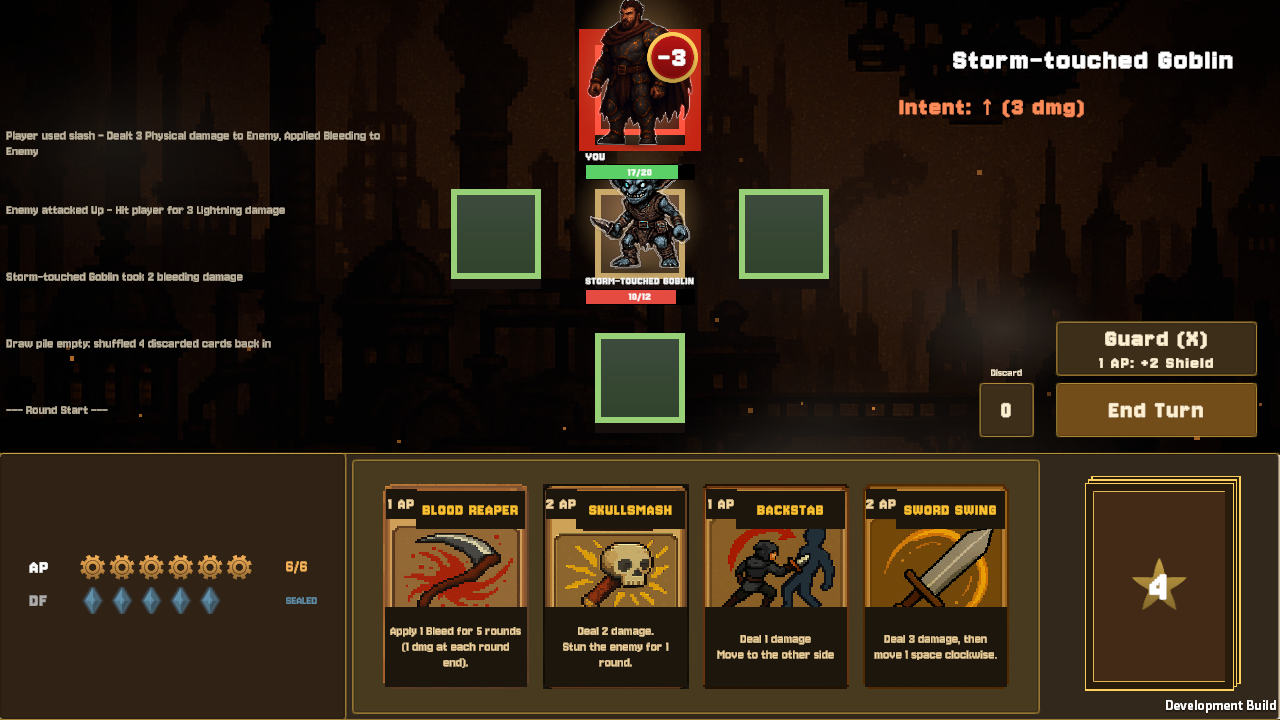 -3
Storm-touched Goblin
Intent: ↑ (3 dmg)
Player used slash - Dealt 3 Physical damage to Enemy, Applied Bleeding to
Enemy
YOU
17/20
Enemy attacked Up - Hit player for 3 Lightning damage
Storm-touched Goblin took 2 bleeding damage
STORM-TOUCHED GOBLIN
10/12
Draw pile empty: shuffled 4 discarded cards back in
--- Round Start ---
Guard (X)
1 AP: +2 Shield
Discard
0
End Turn
AP
6/6
DF
SEALED
1 AP
BLOOD REAPER
Apply 1 Bleed for 5 rounds
(1 dmg at each round
end).
2 AP
SKULLSMASH
Deal 2 damage.
Stun the enemy for 1
round.
1 AP
BACKSTAB
Deal 1 damage
Move to the other side
2 AP
SWORD SWING
Deal 3 damage, then
move 1 space clockwise.
4
Development Build